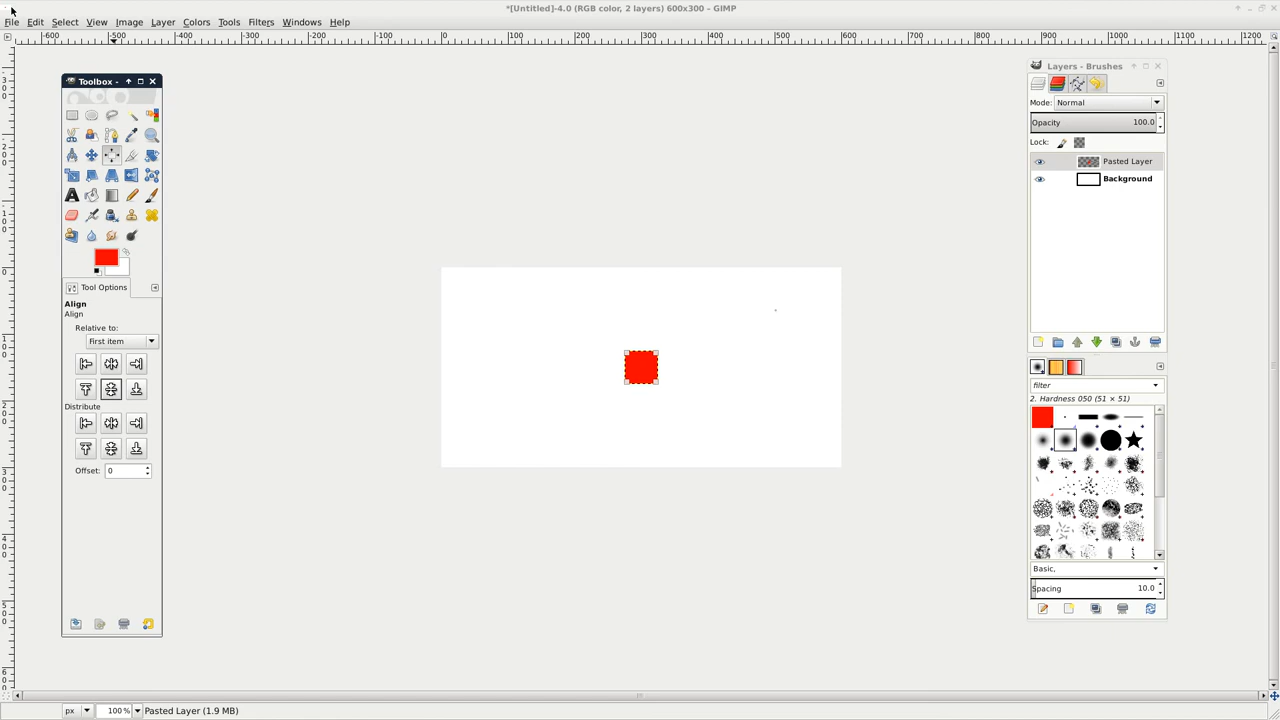 *[Untitled]-4.0 (RGB color, 2 layers) 600x300 – GIMP
File Edit Select View Image Layer Colors Tools Filters Windows Help
-600 -500 -400 -300 -200 -100 0 100 200 300 400 500 600 700 800 900 1000 1100 1200
Toolbox -
Tool Options
Align
Align
Relative to:
First item
Distribute
Offset: 0
Layers - Brushes
Mode: Normal
Opacity 100.0
Lock:
Pasted Layer
Background
filter
2. Hardness 050 (51 × 51)
Basic,
Spacing 10.0
px 100% Pasted Layer (1.9 MB)